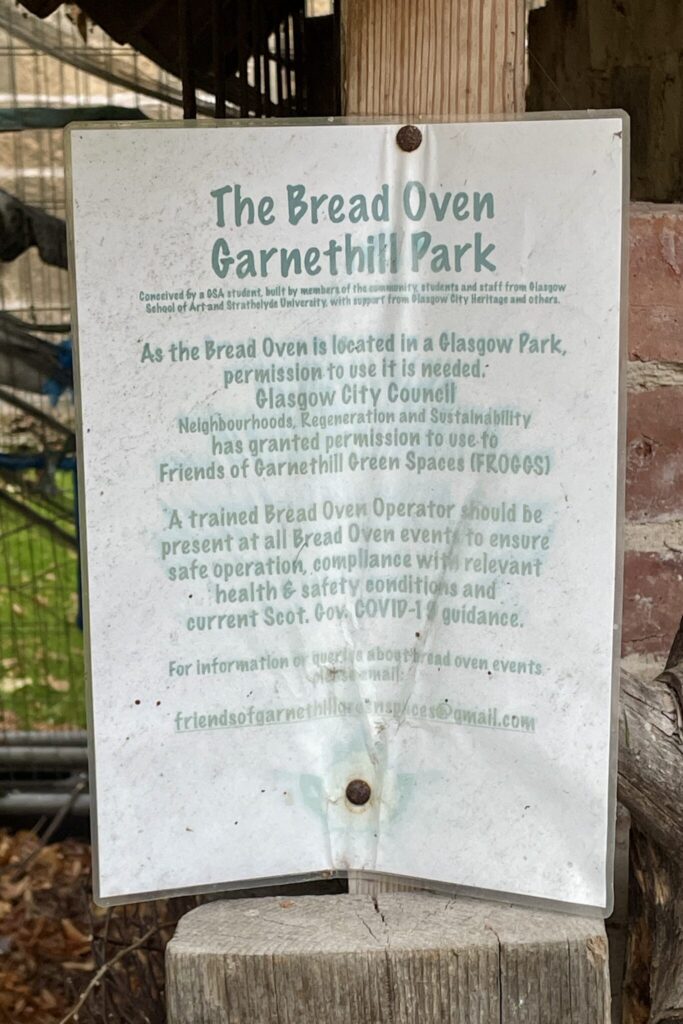 The Bread Oven
Garnethill Park
Conceived by a GSA student, built by members of the community, students and staff from Glasgow
School of Art and Strathclyde University, with support from Glasgow City Heritage and others.
As the Bread Oven is located in a Glasgow Park,
permission to use it is needed.
Glasgow City Council
Neighbourhoods, Regeneration and Sustainability
has granted permission to use to
Friends of Garnethill Green Spaces (FROGGS)
A trained Bread Oven Operator should be
present at all Bread Oven events to ensure
safe operation, compliance with relevant
health & safety conditions and
current Scot. Gov. COVID-19 guidance.
For information or queries about bread oven events
please email:
friendsofgarnethillgreenspaces@gmail.com